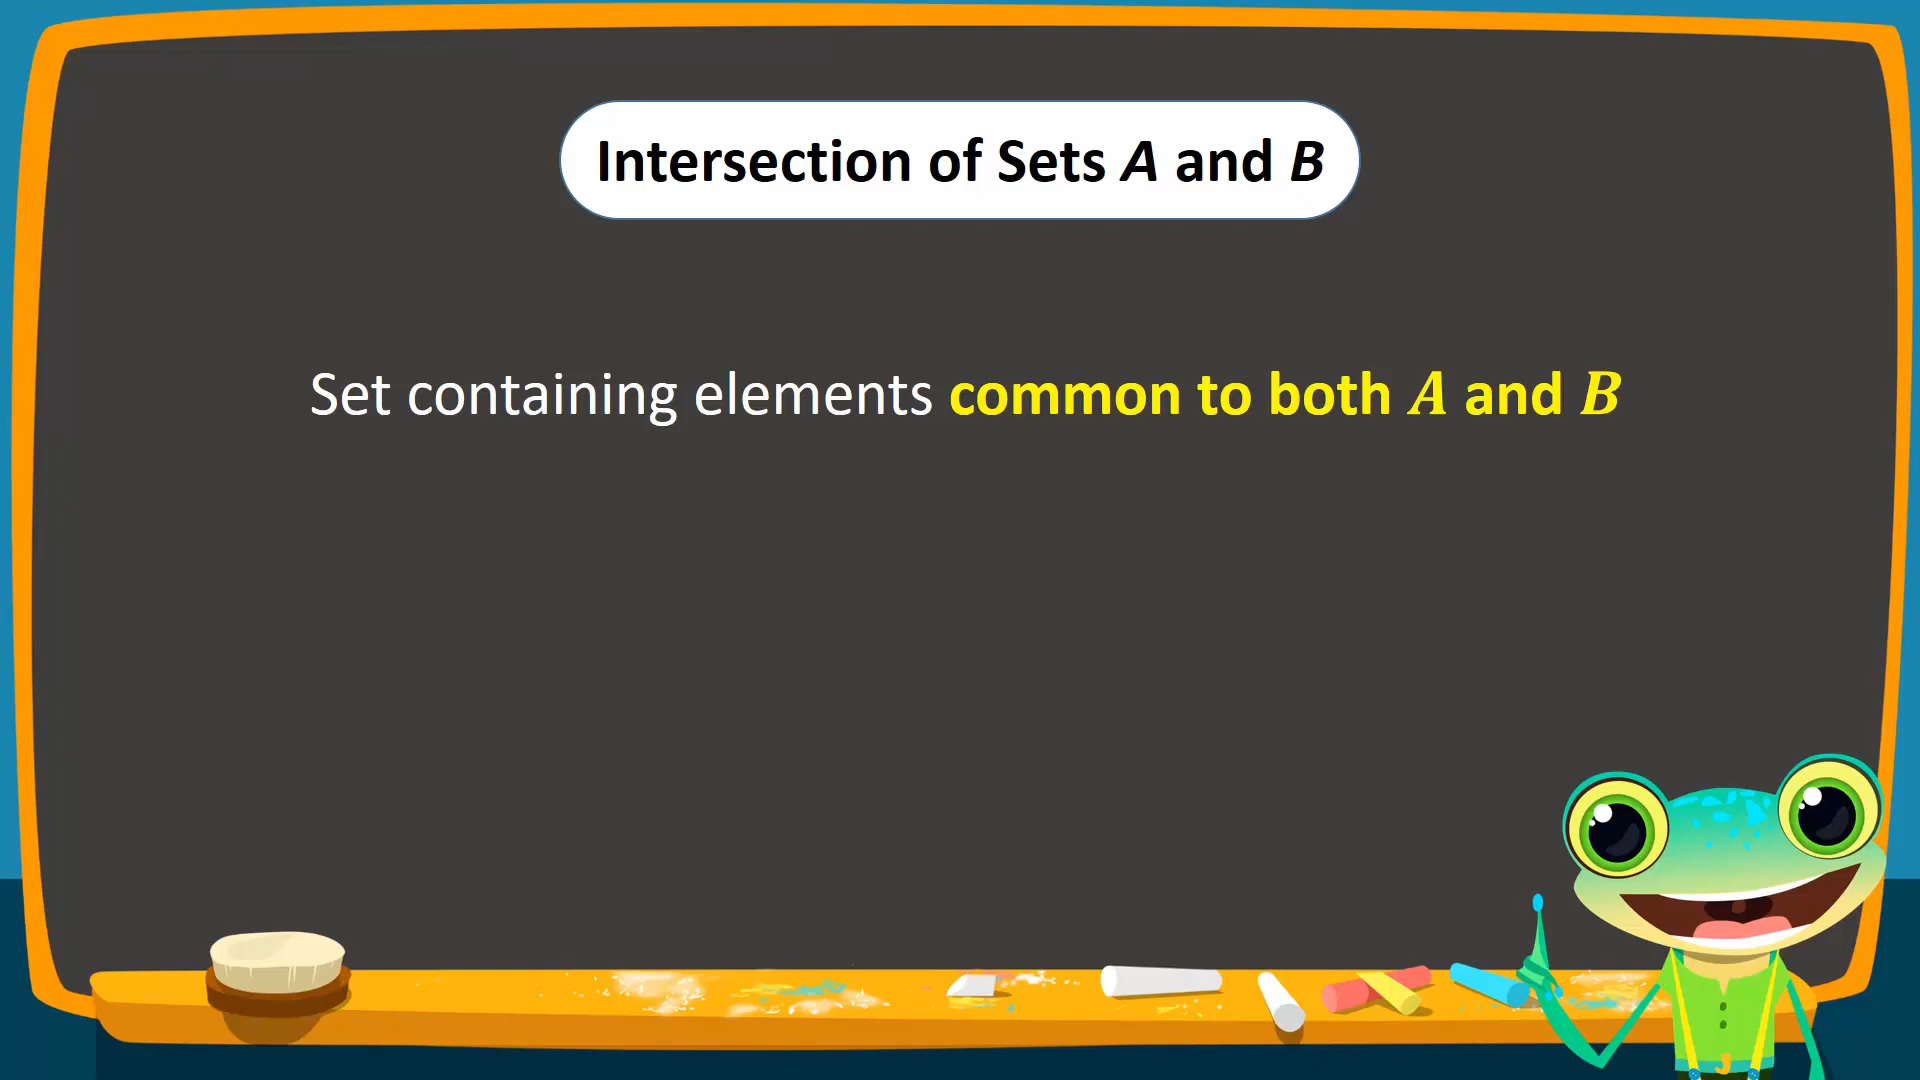 Intersection of Sets A and B
Set containing elements common to both A and B